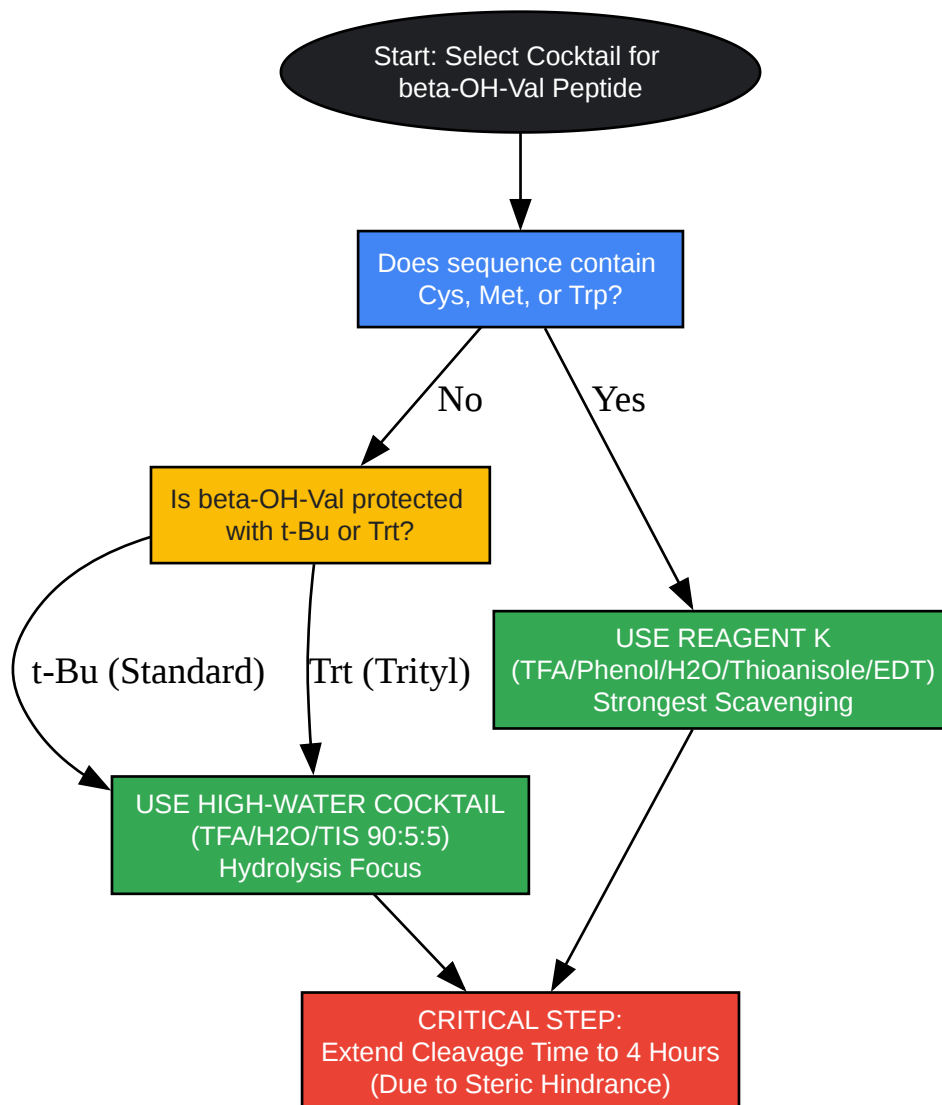 Start: Select Cocktail for
beta-OH-Val Peptide
Does sequence contain
Cys, Met, or Trp?
No
Yes
Is beta-OH-Val protected
with t-Bu or Trt?
t-Bu (Standard)
Trt (Trityl)
USE REAGENT K
(TFA/Phenol/H2O/Thioanisole/EDT)
Strongest Scavenging
USE HIGH-WATER COCKTAIL
(TFA/H2O/TIS 90:5:5)
Hydrolysis Focus
CRITICAL STEP:
Extend Cleavage Time to 4 Hours
(Due to Steric Hindrance)